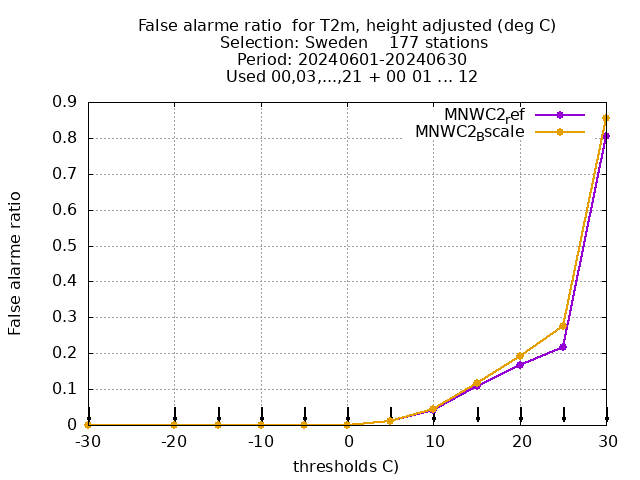 False alarme ratio  for T2m, height adjusted (deg C)
Selection: Sweden    177 stations
Period: 20240601-20240630
Used 00,03,...,21 + 00 01 ... 12
MNWC2ref
MNWC2Bscale
0.9
0.8
0.7
0.6
0.5
0.4
0.3
0.2
0.1
0
False alarme ratio
-30
-20
-10
0
10
20
30
thresholds C)